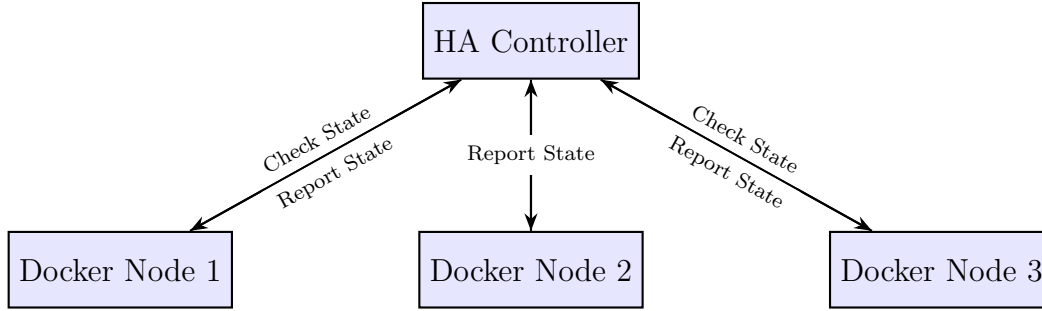 HA Controller
Check State
Report State
Report State
Check State
Report State
Docker Node 1
Docker Node 2
Docker Node 3